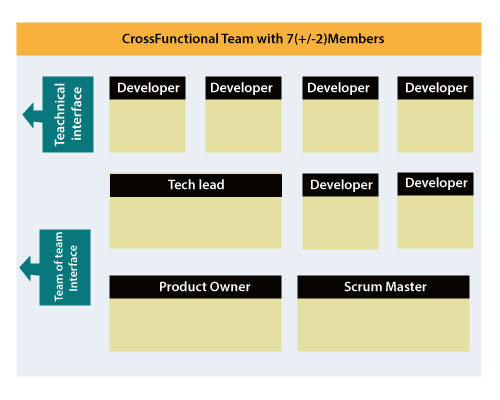 CrossFunctional Team with 7(+/-2)Members
Teachnical
interface
Developer
Developer
Developer
Developer
Tech lead
Developer
Developer
Team of team
Interface
Product Owner
Scrum Master